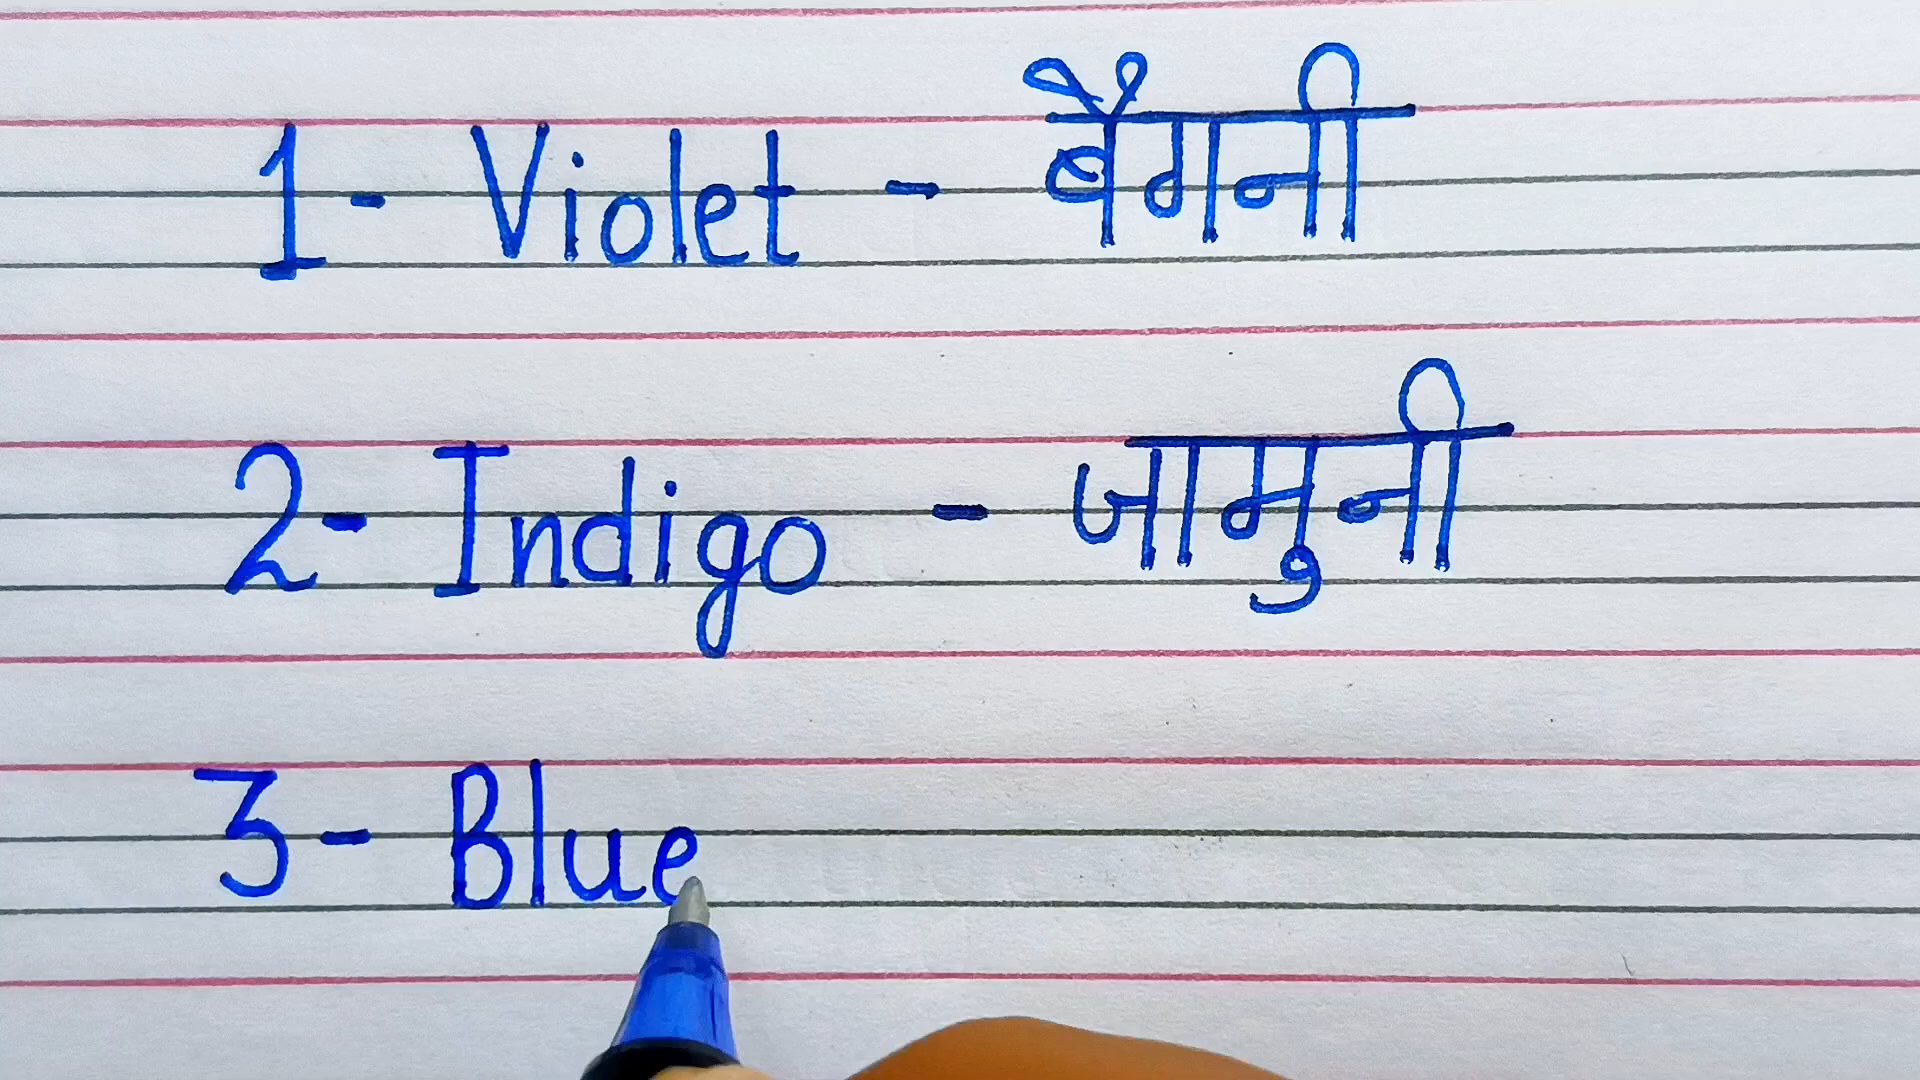 1- Violet - बैंगनी
2- Indigo - जामुनी
3- Blue